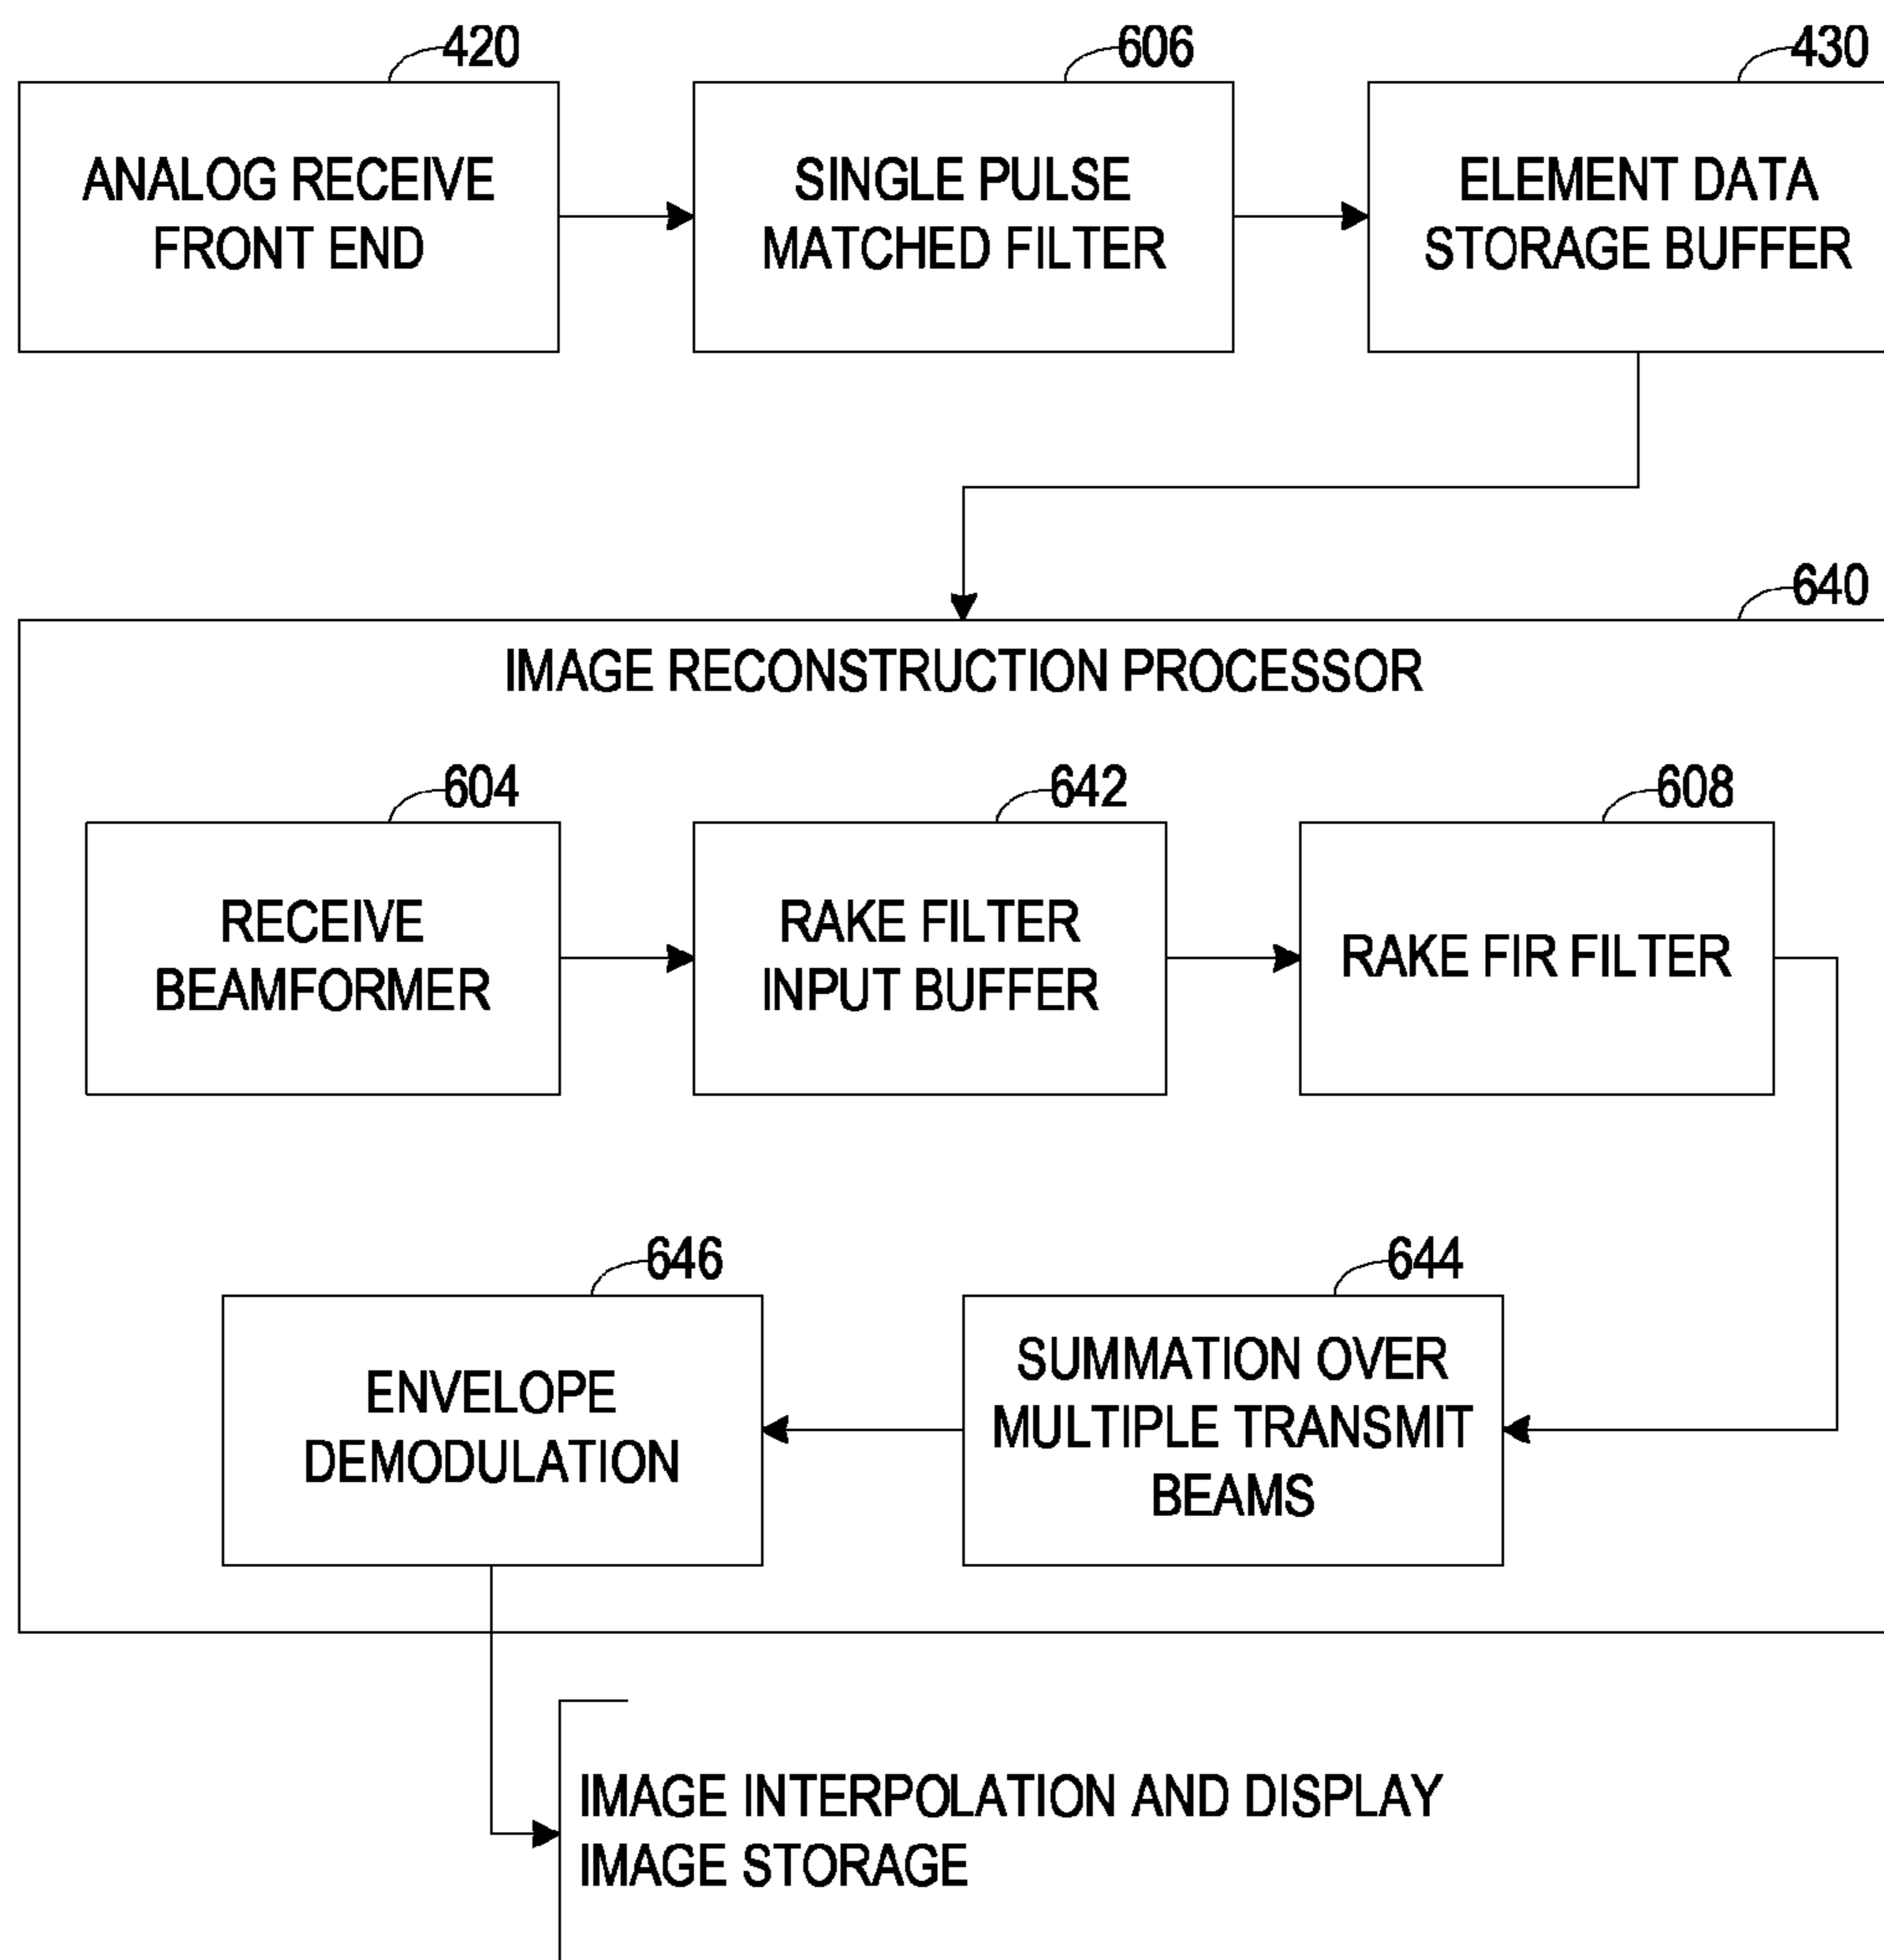 420
606
430
ANALOG RECEIVE
FRONT END
SINGLE PULSE
MATCHED FILTER
ELEMENT DATA
STORAGE BUFFER
640
IMAGE RECONSTRUCTION PROCESSOR
604
642
608
RECEIVE
BEAMFORMER
RAKE FILTER
INPUT BUFFER
RAKE FIR FILTER
646
644
ENVELOPE
DEMODULATION
SUMMATION OVER
MULTIPLE TRANSMIT
BEAMS
IMAGE INTERPOLATION AND DISPLAY
IMAGE STORAGE